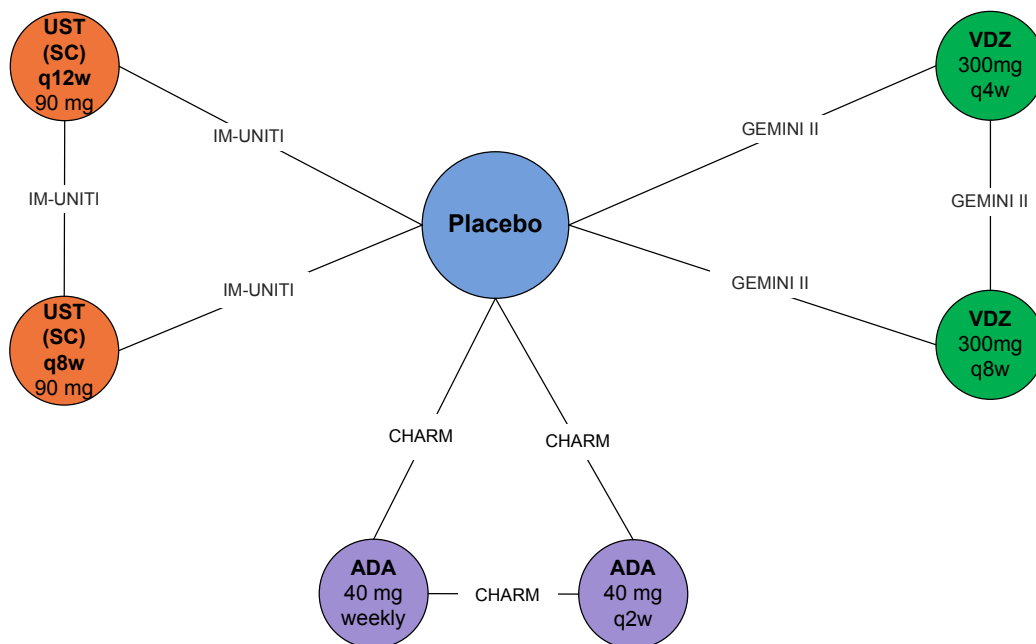 UST
(SC)
q12w
90 mg
VDZ
300mg
q4w
IM-UNITI
GEMINI II
IM-UNITI
Placebo
GEMINI II
IM-UNITI
GEMINI II
UST
(SC)
q8w
90 mg
VDZ
300mg
q8w
CHARM
CHARM
ADA
40 mg
weekly
CHARM
ADA
40 mg
q2w